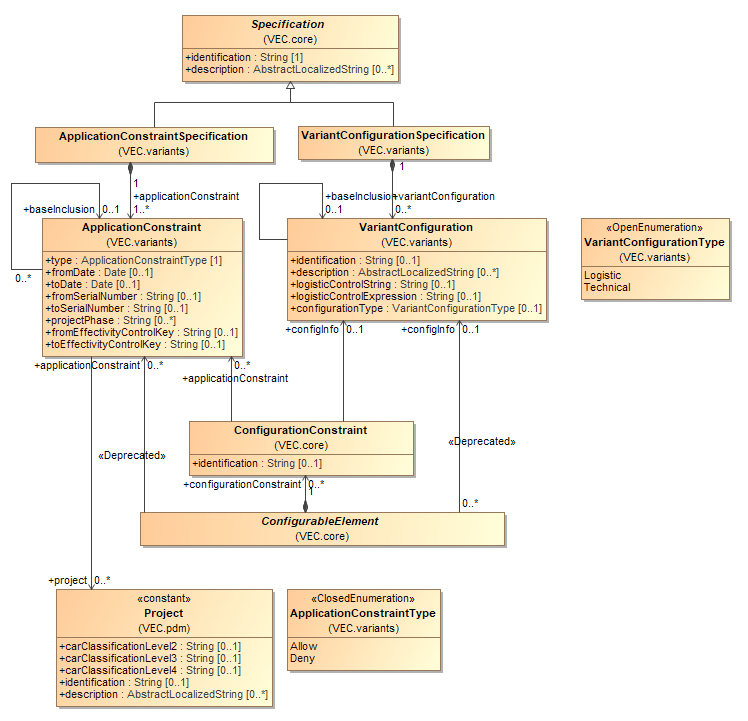 Specification
(VEC.core)
+identification : String [1]
+description : AbstractLocalizedString [0..*]
ApplicationConstraintSpecification
(VEC.variants)
VariantConfigurationSpecification
(VEC.variants)
1
+applicationConstraint
1..*
+baseInclusion
0..1
0..*
1
+baseInclusion
0..1
+variantConfiguration
0..*
ApplicationConstraint
(VEC.variants)
+type : ApplicationConstraintType [1]
+fromDate : Date [0..1]
+toDate : Date [0..1]
+fromSerialNumber : String [0..1]
+toSerialNumber : String [0..1]
+projectPhase : String [0..*]
+fromEffectivityControlKey : String [0..1]
+toEffectivityControlKey : String [0..1]
VariantConfiguration
(VEC.variants)
+identification : String [0..1]
+description : AbstractLocalizedString [0..*]
+logisticControlString : String [0..1]
+logisticControlExpression : String [0..1]
+configurationType : VariantConfigurationType [0..1]
«OpenEnumeration»
VariantConfigurationType
(VEC.variants)
Logistic
Technical
+configInfo
0..1
+configInfo
0..1
+applicationConstraint
0..*
0..*
+applicationConstraint
ConfigurationConstraint
(VEC.core)
+identification : String [0..1]
«Deprecated»
«Deprecated»
+configurationConstraint
0..*
1
0..*
ConfigurableElement
(VEC.core)
+project
0..*
«constant»
Project
(VEC.pdm)
+carClassificationLevel2 : String [0..1]
+carClassificationLevel3 : String [0..1]
+carClassificationLevel4 : String [0..1]
+identification : String [0..1]
+description : AbstractLocalizedString [0..*]
«ClosedEnumeration»
ApplicationConstraintType
(VEC.variants)
Allow
Deny